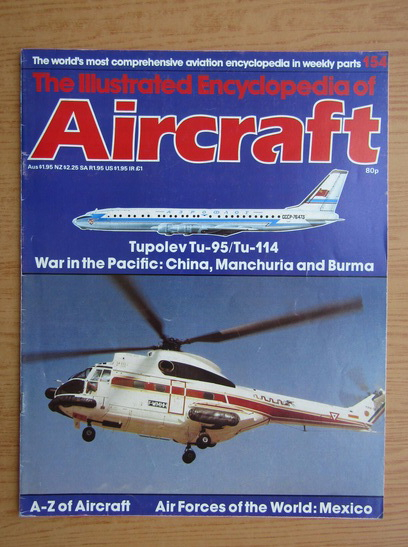 The world's most comprehensive aviation encyclopedia in weekly parts 154
The Illustrated Encyclopedia of
Aircraft
Aus $1.95 NZ $2.25 SA R1.95 US $1.95 IR £1
80p
Tupolev Tu-95/Tu-114
War in the Pacific: China, Manchuria and Burma
A-Z of Aircraft
Air Forces of the World: Mexico